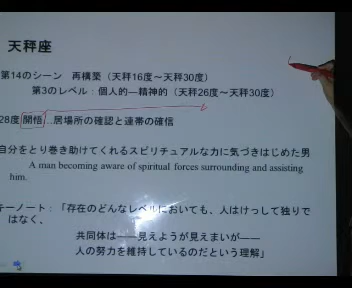 天秤座
第14のシーン　再構築（天秤16度～天秤30度）
第3のレベル：個人的―精神的（天秤26度～天秤30度）
28度 開悟…居場所の確認と連帯の確信
自分をとり巻き助けてくれるスピリチュアルな力に気づきはじめた男
A man becoming aware of spiritual forces surrounding and assisting
him.
テーノート：「存在のどんなレベルにおいても、人はけっして独りで
はなく、
共同体は――見えようが見えまいが――
人の努力を維持しているのだという理解」